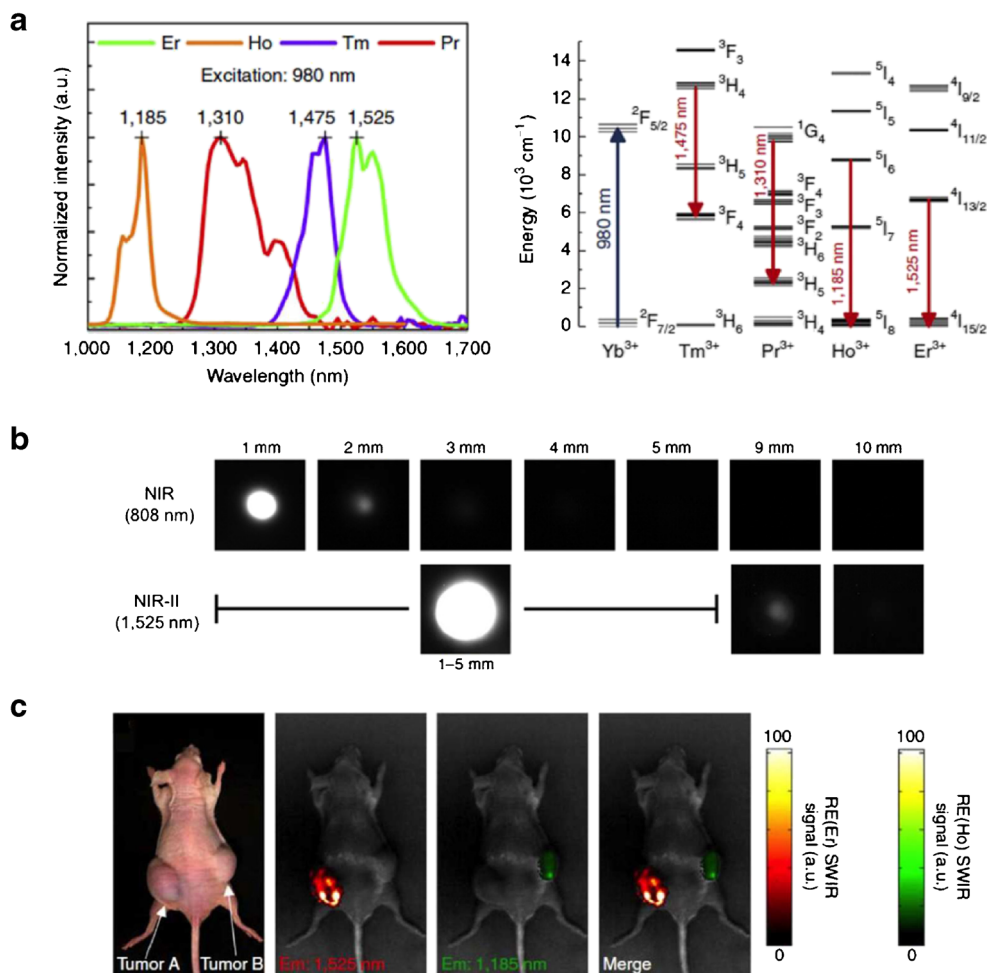 a
Er Ho Tm Pr
Excitation: 980 nm
1,185 1,310 1,475 1,525
Normalized intensity (a.u.)
1,000 1,200 1,300 1,400 1,500 1,600 1,700
Wavelength (nm)
Energy (10³ cm⁻¹)
14
12
10
8
6
4
2
0
980 nm
²F₅/₂
²F₇/₂
Yb³⁺
1,475 nm
³F₃
³H₄
³H₅
³F₄
³H₆
Tm³⁺
1,310 nm
¹G₄
³F₄
³F₃
³F₂
³H₆
³H₅
³H₄
Pr³⁺
1,185 nm
⁵I₄
⁵I₅
⁵I₆
⁵I₇
⁵I₈
Ho³⁺
1,525 nm
⁴I₉/₂
⁴I₁₁/₂
⁴I₁₃/₂
⁴I₁₅/₂
Er³⁺
b
1 mm 2 mm 3 mm 4 mm 5 mm 9 mm 10 mm
NIR
(808 nm)
NIR-II
(1,525 nm)
1–5 mm
c
Tumor A Tumor B
Em: 1,525 nm
Em: 1,185 nm
Merge
100
0
RE(Er) SWIR
signal (a.u.)
100
0
RE(Ho) SWIR
signal (a.u.)